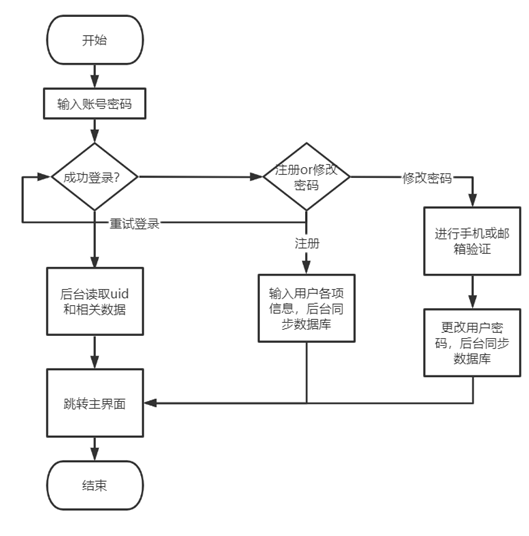 开始
输入账号密码
成功登录?
注册or修改
密码
修改密码
重试登录
注册
进行手机或邮
箱验证
后台读取uid
和相关数据
输入用户各项
信息，后台同
步数据库
更改用户密
码，后台同步
数据库
跳转主界面
结束